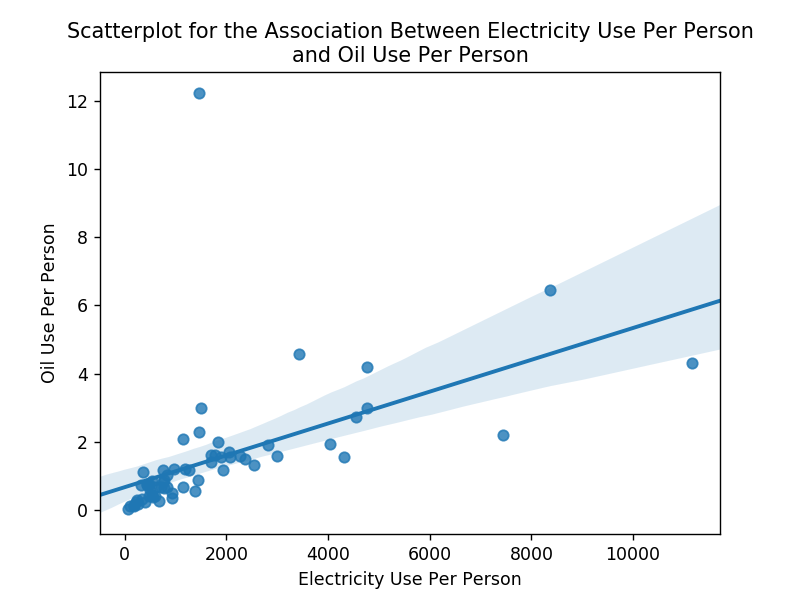 Scatterplot for the Association Between Electricity Use Per Person
and Oil Use Per Person
12
10
8
6
4
2
0
Oil Use Per Person
0 2000 4000 6000 8000 10000
Electricity Use Per Person